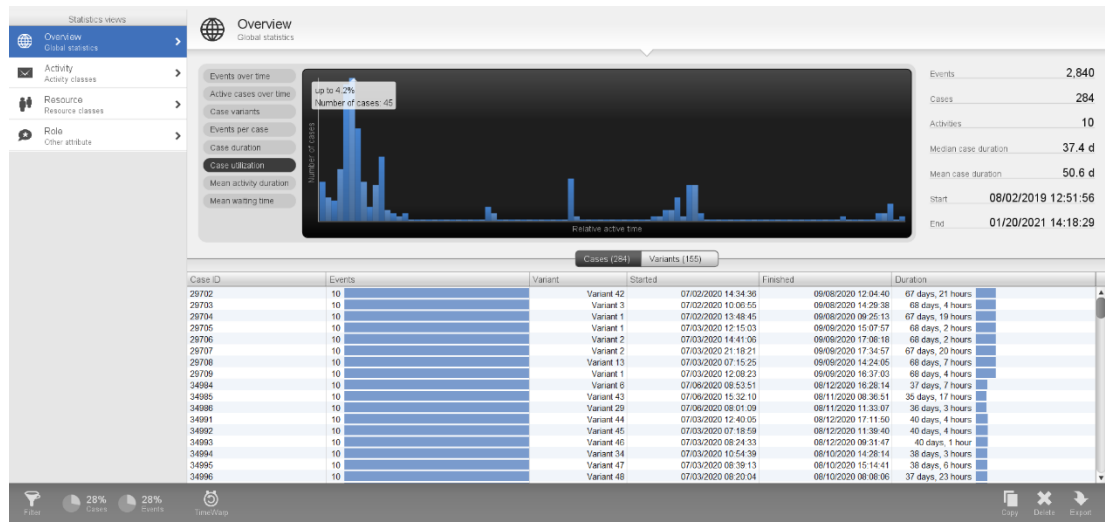 Statistics views
Overview
Global statistics
Activity
Activity classes
Resource
Resource classes
Role
Other attribute
Overview
Global statistics
Events over time
Active cases over time
Case variants
Events per case
Case duration
Case utilization
Mean activity duration
Mean waiting time
up to 4.2%
Number of cases: 45
Number of cases
Relative active time
Events 2,840
Cases 284
Activities 10
Median case duration 37.4 d
Mean case duration 50.6 d
Start 08/02/2019 12:51:56
End 01/20/2021 14:18:29
Cases (284) Variants (155)
Case ID Events Variant Started Finished Duration
29702 10 Variant 42 07/02/2020 14:34:36 09/08/2020 12:04:40 67 days, 21 hours
29703 10 Variant 3 07/02/2020 10:06:55 09/08/2020 14:29:38 68 days, 4 hours
29704 10 Variant 1 07/02/2020 13:48:45 09/08/2020 09:25:13 67 days, 19 hours
29705 10 Variant 1 07/03/2020 12:15:03 09/09/2020 15:07:57 68 days, 2 hours
29706 10 Variant 2 07/03/2020 14:41:06 09/09/2020 17:08:18 68 days, 2 hours
29707 10 Variant 2 07/03/2020 21:18:21 09/09/2020 17:34:57 67 days, 20 hours
29708 10 Variant 13 07/03/2020 07:15:25 09/09/2020 14:24:05 68 days, 7 hours
29709 10 Variant 1 07/03/2020 12:08:23 09/09/2020 16:37:03 68 days, 4 hours
34984 10 Variant 6 07/06/2020 08:53:51 08/12/2020 16:28:14 37 days, 7 hours
34985 10 Variant 43 07/06/2020 15:32:10 08/11/2020 08:36:51 35 days, 17 hours
34986 10 Variant 29 07/06/2020 08:01:09 08/11/2020 11:33:07 36 days, 3 hours
34991 10 Variant 44 07/03/2020 12:40:05 08/12/2020 17:11:50 40 days, 4 hours
34992 10 Variant 45 07/03/2020 07:18:59 08/12/2020 11:39:40 40 days, 4 hours
34993 10 Variant 46 07/03/2020 08:24:33 08/12/2020 09:31:47 40 days, 1 hour
34994 10 Variant 34 07/03/2020 10:54:39 08/10/2020 14:28:14 38 days, 3 hours
34995 10 Variant 47 07/03/2020 08:39:13 08/10/2020 15:14:41 38 days, 6 hours
34996 10 Variant 48 07/03/2020 08:20:04 08/10/2020 08:08:06 37 days, 23 hours
Filter 28% Cases 28% Events TimeWarp Copy Delete Export